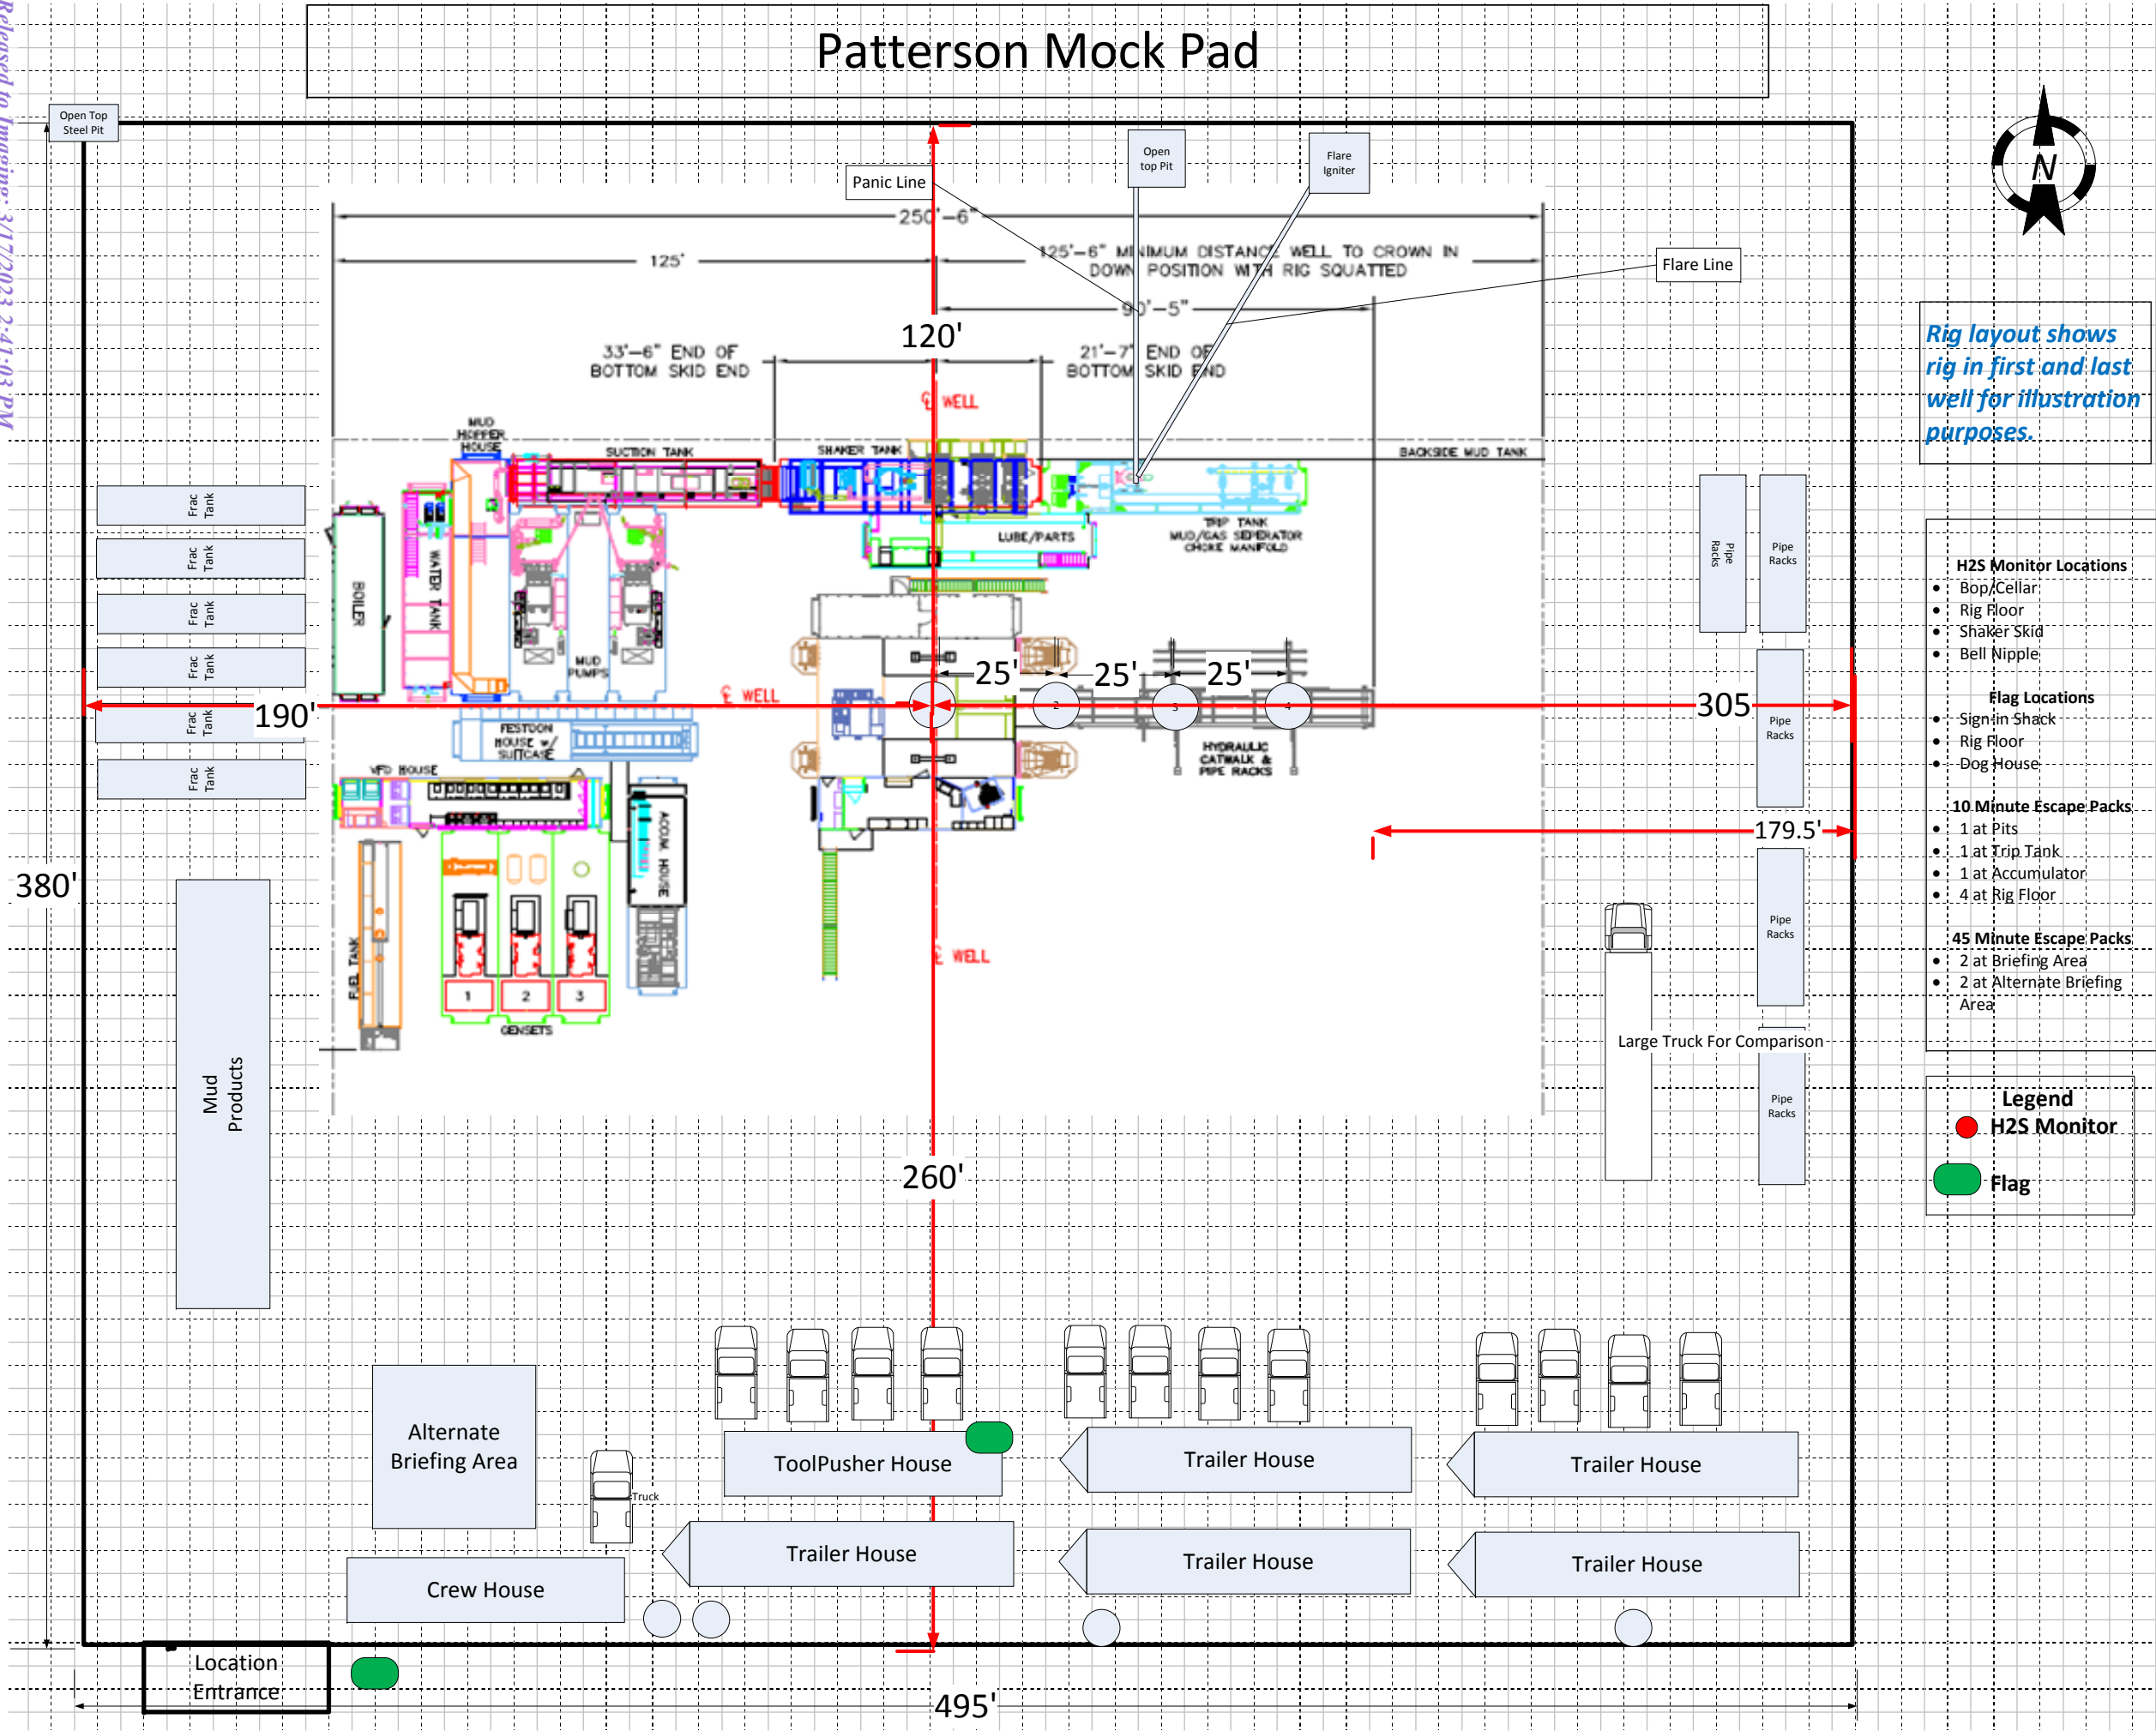 Patterson Mock Pad
Released to Imaging: 3/17/2023 2:41:03 PM
Open Top
Steel Pit
Panic Line
Open
top Pit
Flare
Igniter
N
250'-6"
125'
125'-6" MINIMUM DISTANCE WELL TO CROWN IN
DOWN POSITION WITH RIG SQUATTED
Flare Line
90'-5"
120'
33'-6" END OF
BOTTOM SKID END
21'-7" END OF
BOTTOM SKID END
Rig layout shows
rig in first and last
well for illustration
purposes.
℄ WELL
MUD
HOPPER
HOUSE
SUCTION TANK
SHAKER TANK
BACKSIDE MUD TANK
Frac
Tank
Frac
Tank
Frac
Tank
Frac
Tank
Frac
Tank
Frac
Tank
BOILER
WATER TANK
MUD
PUMPS
LUBE/PARTS
TRIP TANK
MUD/GAS SEPERATOR
CHOKE MANIFOLD
Pipe
Racks
Pipe
Racks
H2S Monitor Locations
• Bop/Cellar
• Rig Floor
• Shaker Skid
• Bell Nipple
Flag Locations
• Sign in Shack
• Rig Floor
• Dog House
10 Minute Escape Packs
• 1 at Pits
• 1 at Trip Tank
• 1 at Accumulator
• 4 at Rig Floor
45 Minute Escape Packs
• 2 at Briefing Area
• 2 at Alternate Briefing
Area
25'
25'
25'
℄ WELL
190'
2
3
4
305
Pipe
Racks
FESTOON
HOUSE w/
SUITCASE
HYDRAULIC
CATWALK &
PIPE RACKS
VFD HOUSE
ACCUM. HOUSE
179.5'
380'
Pipe
Racks
FUEL TANK
℄ WELL
1
2
3
GENSETS
Large Truck For Comparison
Pipe
Racks
Mud
Products
Legend
H2S Monitor
Flag
260'
Alternate
Briefing Area
Truck
ToolPusher House
Trailer House
Trailer House
Trailer House
Trailer House
Trailer House
Crew House
Location
Entrance
495'